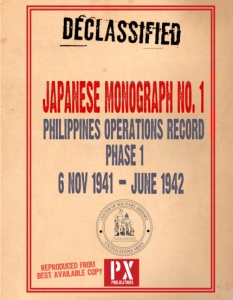 DECLASSIFIED
JAPANESE MONOGRAPH NO. 1
PHILIPPINES OPERATIONS RECORD
PHASE 1
6 NOV 1941 – JUNE 1942
REPRODUCED FROM
BEST AVAILABLE COPY
PX
PUBLICATIONS